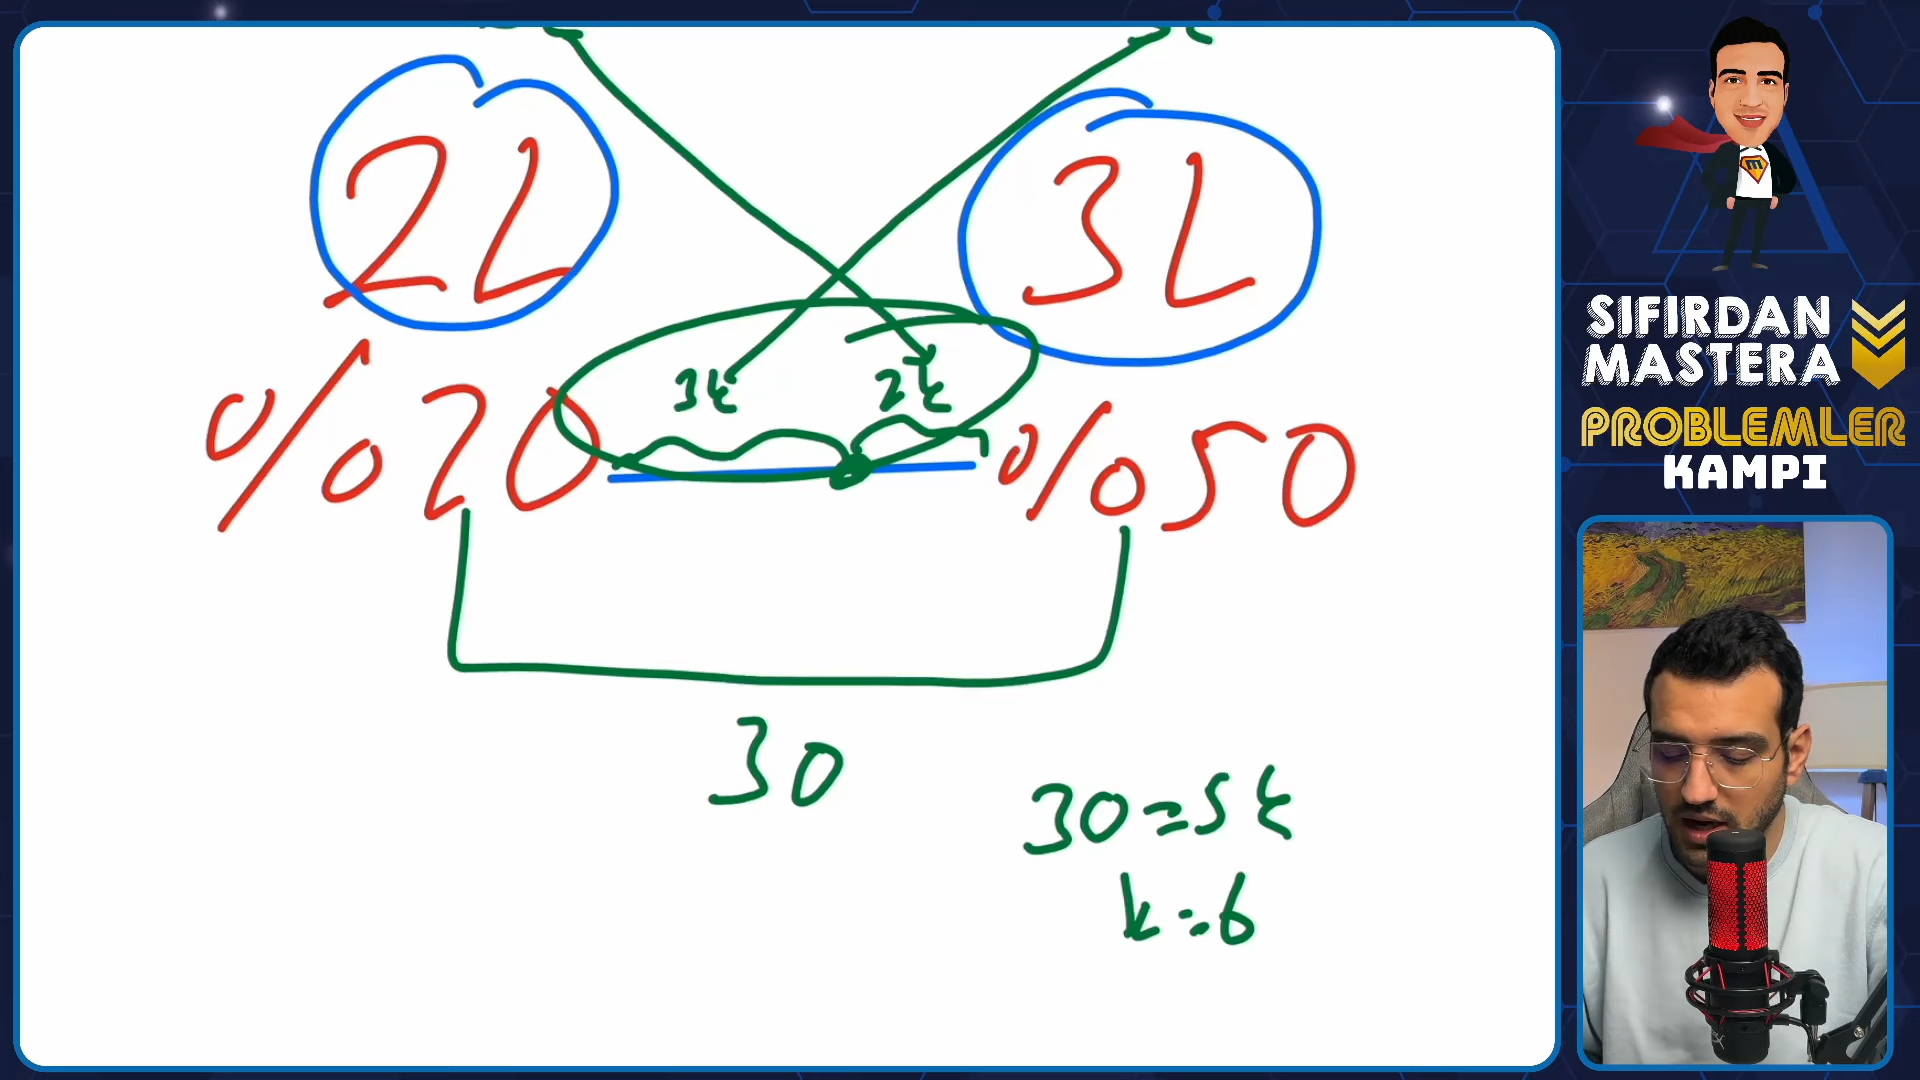 2L 3L
3k 2k
%20 %50
30
30=5k
k=6
SIFIRDAN
MASTERA
PROBLEMLER
KAMPI